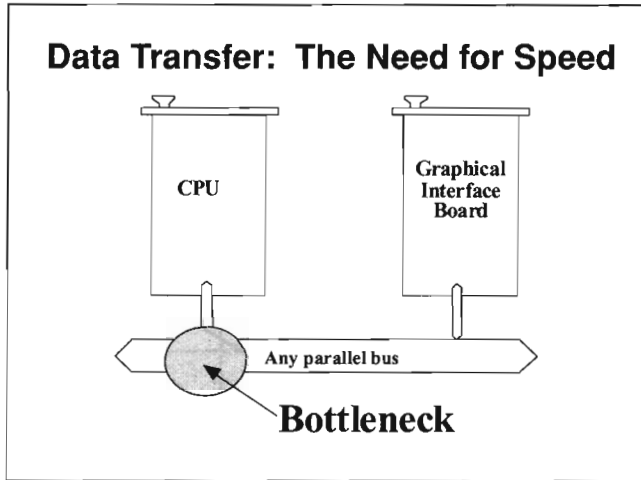 Data Transfer: The Need for Speed
CPU
Graphical
Interface
Board
Any parallel bus
Bottleneck